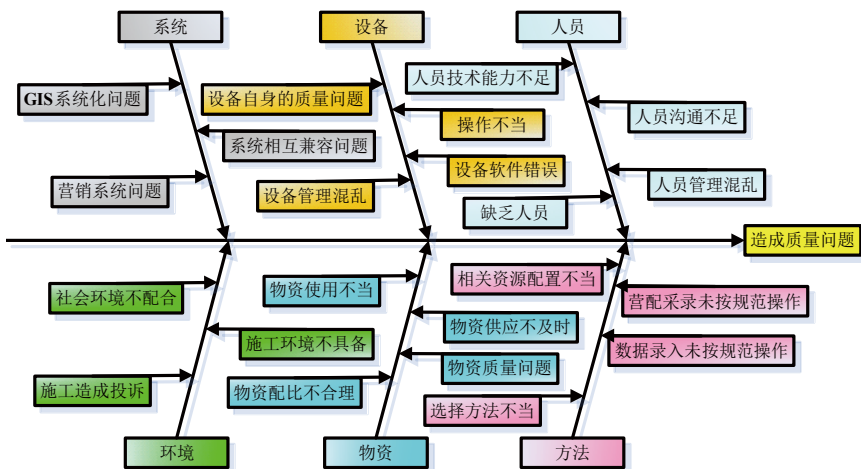 系统
设备
人员
GIS系统化问题
设备自身的质量问题
人员技术能力不足
操作不当
人员沟通不足
系统相互兼容问题
设备软件错误
营销系统问题
设备管理混乱
缺乏人员
人员管理混乱
造成质量问题
社会环境不配合
物资使用不当
相关资源配置不当
营配采录未按规范操作
施工环境不具备
物资供应不及时
数据录入未按规范操作
物资质量问题
施工造成投诉
物资配比不合理
选择方法不当
环境
物资
方法